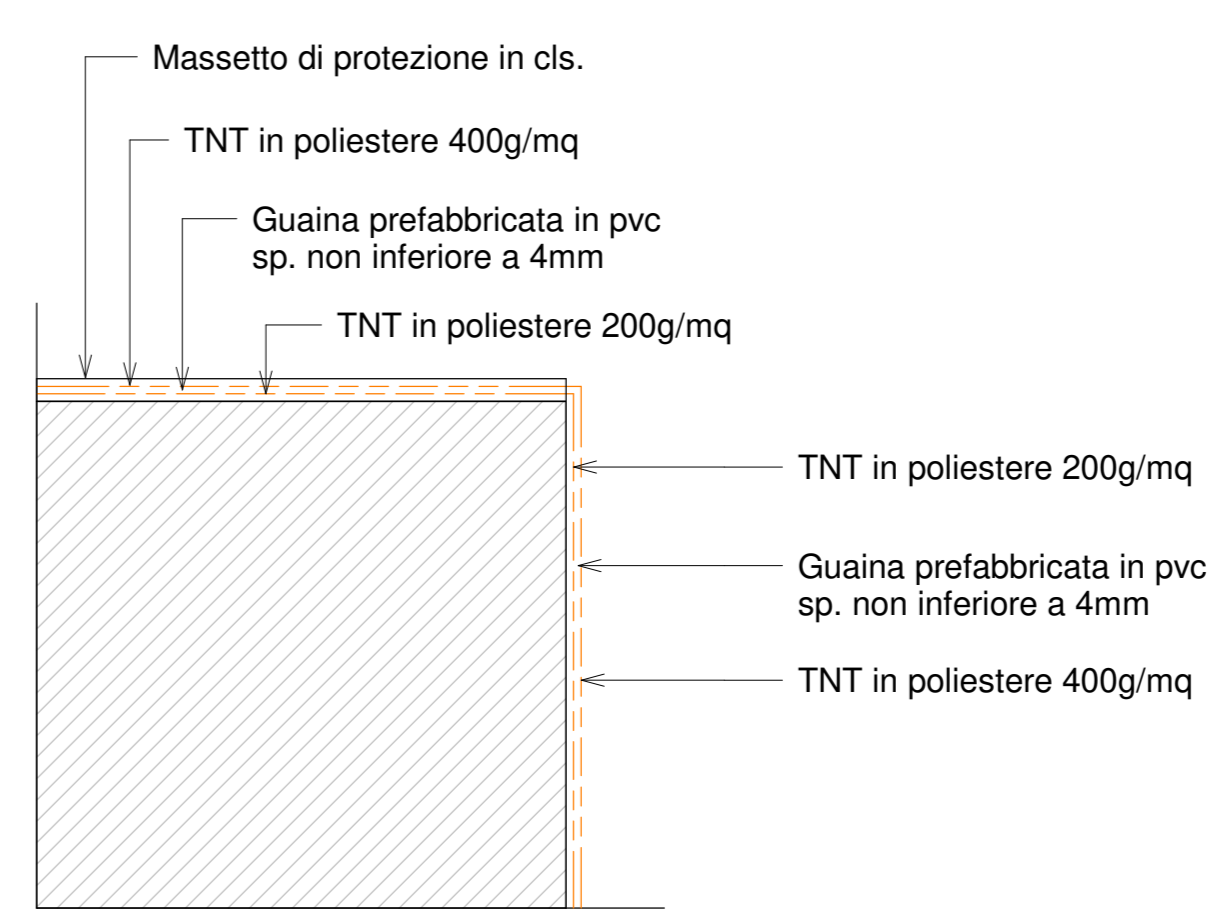 Massetto di protezione in cls.
TNT in poliestere 400g/mq
Guaina prefabbricata in pvc
sp. non inferiore a 4mm
TNT in poliestere 200g/mq
TNT in poliestere 200g/mq
Guaina prefabbricata in pvc
sp. non inferiore a 4mm
TNT in poliestere 400g/mq